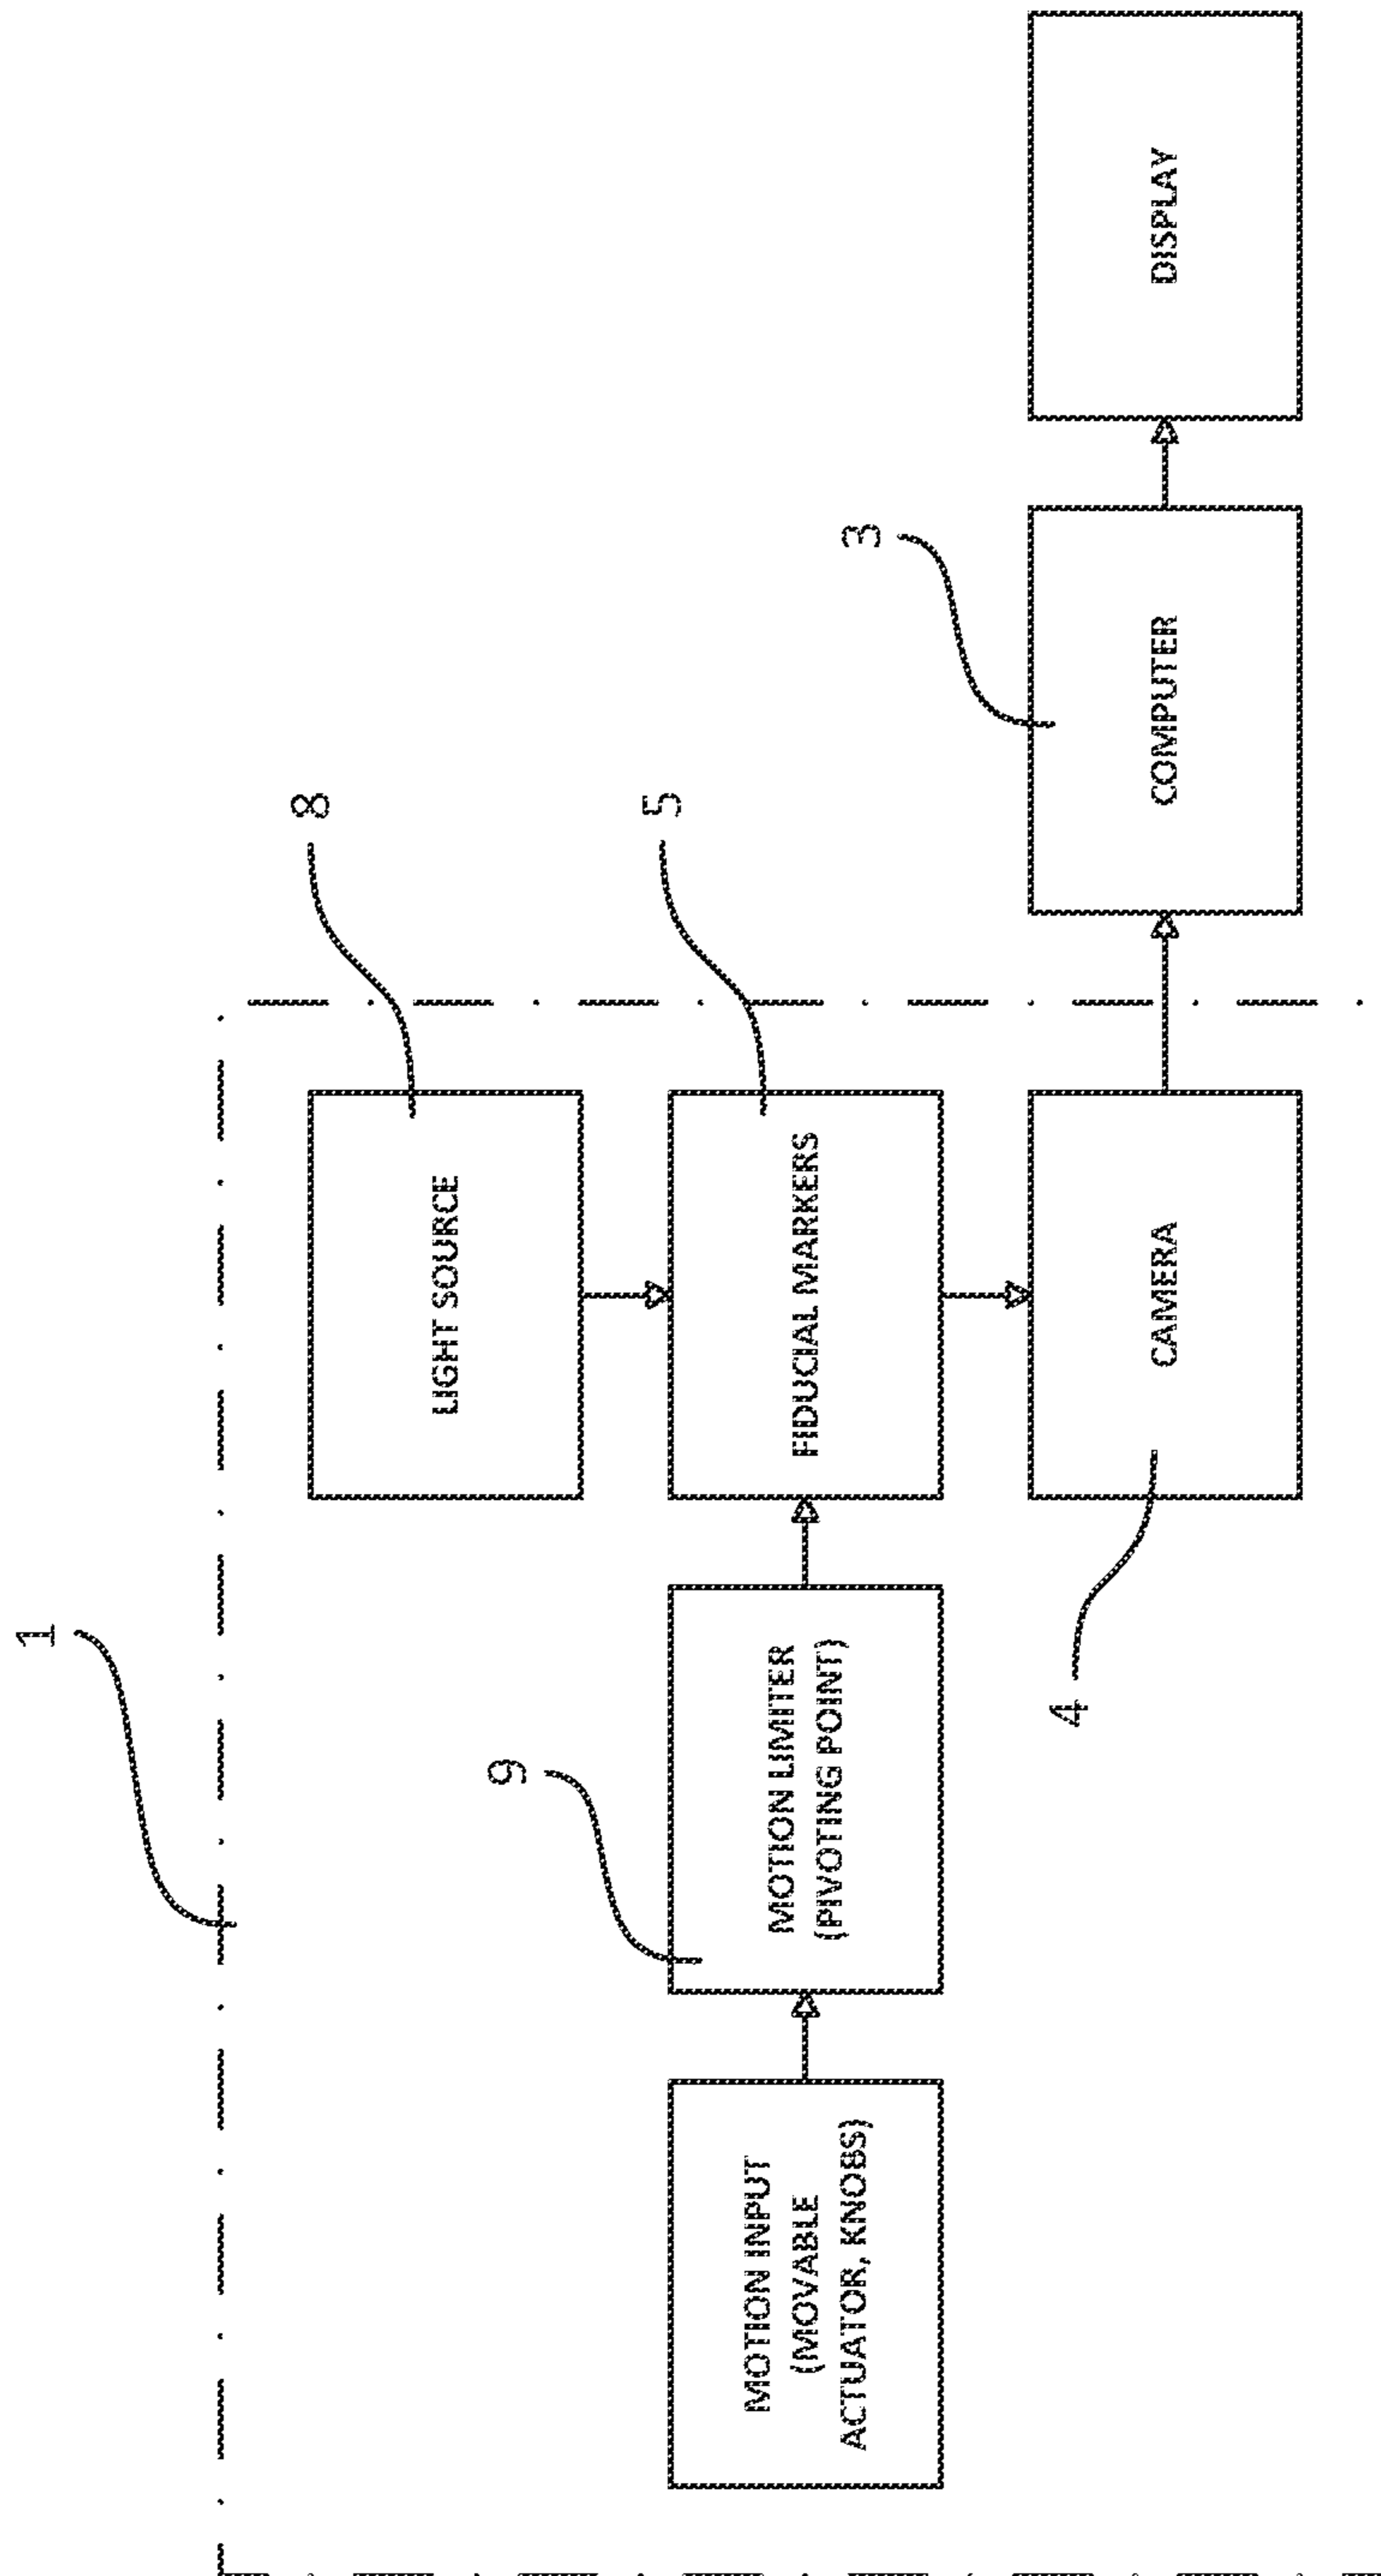 1
8
LIGHT SOURCE
9
5
MOTION INPUT
(MOVABLE
ACTUATOR, KNOBS)
MOTION LIMITER
(PIVOTING POINT)
FIDUCIAL MARKERS
3
4
CAMERA
COMPUTER
DISPLAY